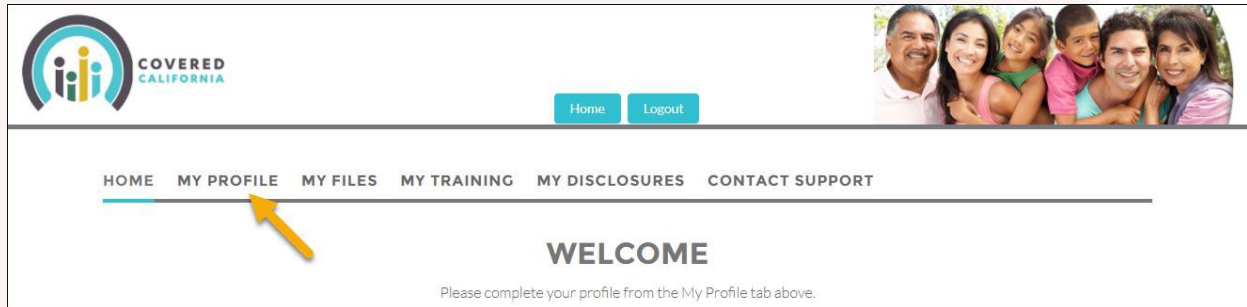 COVERED
CALIFORNIA
Home Logout
HOME MY PROFILE MY FILES MY TRAINING MY DISCLOSURES CONTACT SUPPORT
WELCOME
Please complete your profile from the My Profile tab above.